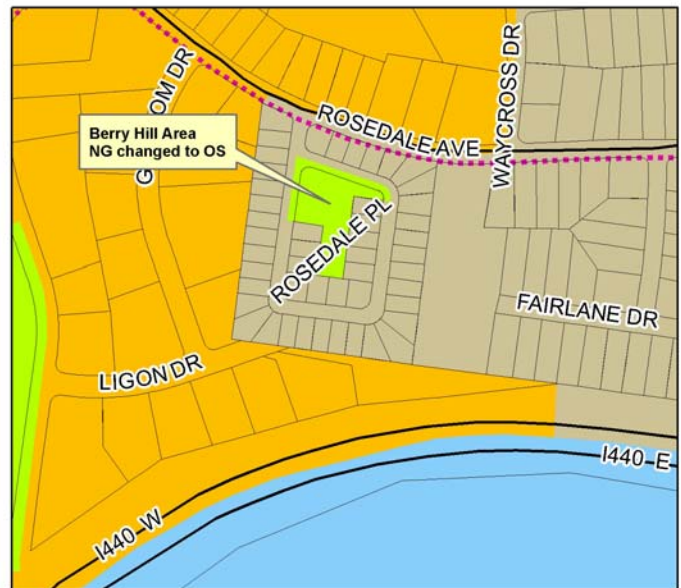 WAYCROSS DR
DR
ROSEDALE AVE
Berry Hill Area
NG changed to OS
ROSEDALE PL
FAIRLANE DR
LIGON DR
I440 E
I440 W